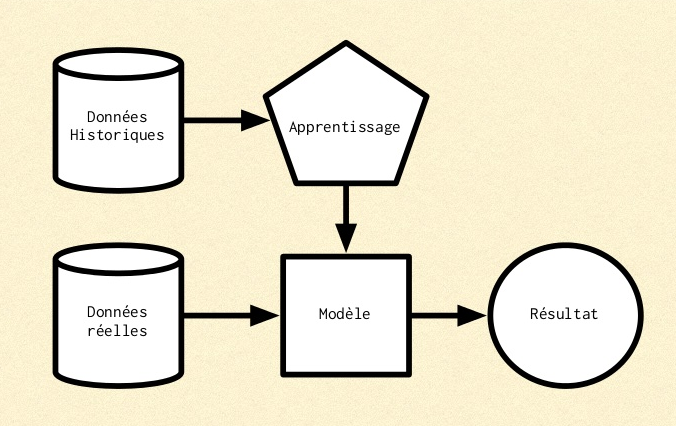 Données
Historiques
Apprentissage
Données
réelles
Modèle
Résultat